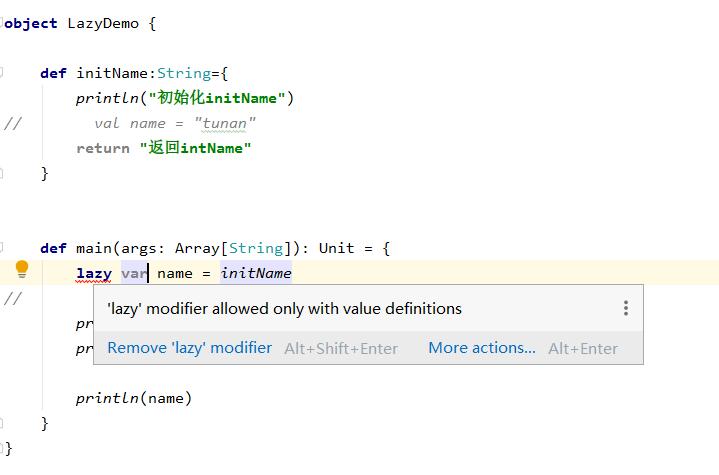 object LazyDemo {
def initName:String={
println("初始化initName")
// val name = "tunan"
return "返回intName"
}
def main(args: Array[String]): Unit = {
lazy var name = initName
//
'lazy' modifier allowed only with value definitions
pr
Remove 'lazy' modifier Alt+Shift+Enter More actions... Alt+Enter
pr
println(name)
}
}